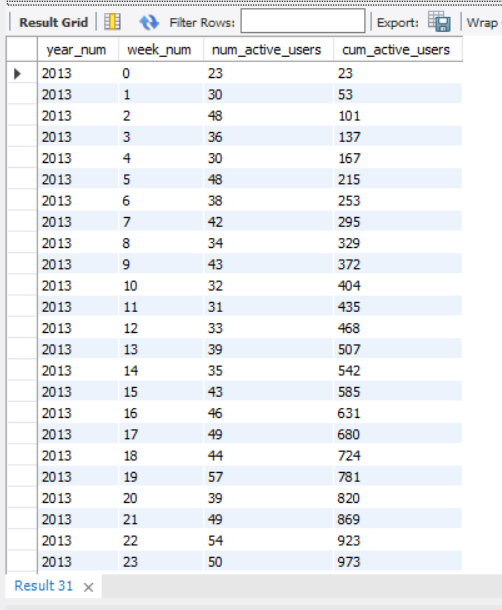 Result Grid Filter Rows: Export: Wrap
year_num week_num num_active_users cum_active_users
2013 0 23 23
2013 1 30 53
2013 2 48 101
2013 3 36 137
2013 4 30 167
2013 5 48 215
2013 6 38 253
2013 7 42 295
2013 8 34 329
2013 9 43 372
2013 10 32 404
2013 11 31 435
2013 12 33 468
2013 13 39 507
2013 14 35 542
2013 15 43 585
2013 16 46 631
2013 17 49 680
2013 18 44 724
2013 19 57 781
2013 20 39 820
2013 21 49 869
2013 22 54 923
2013 23 50 973
Result 31